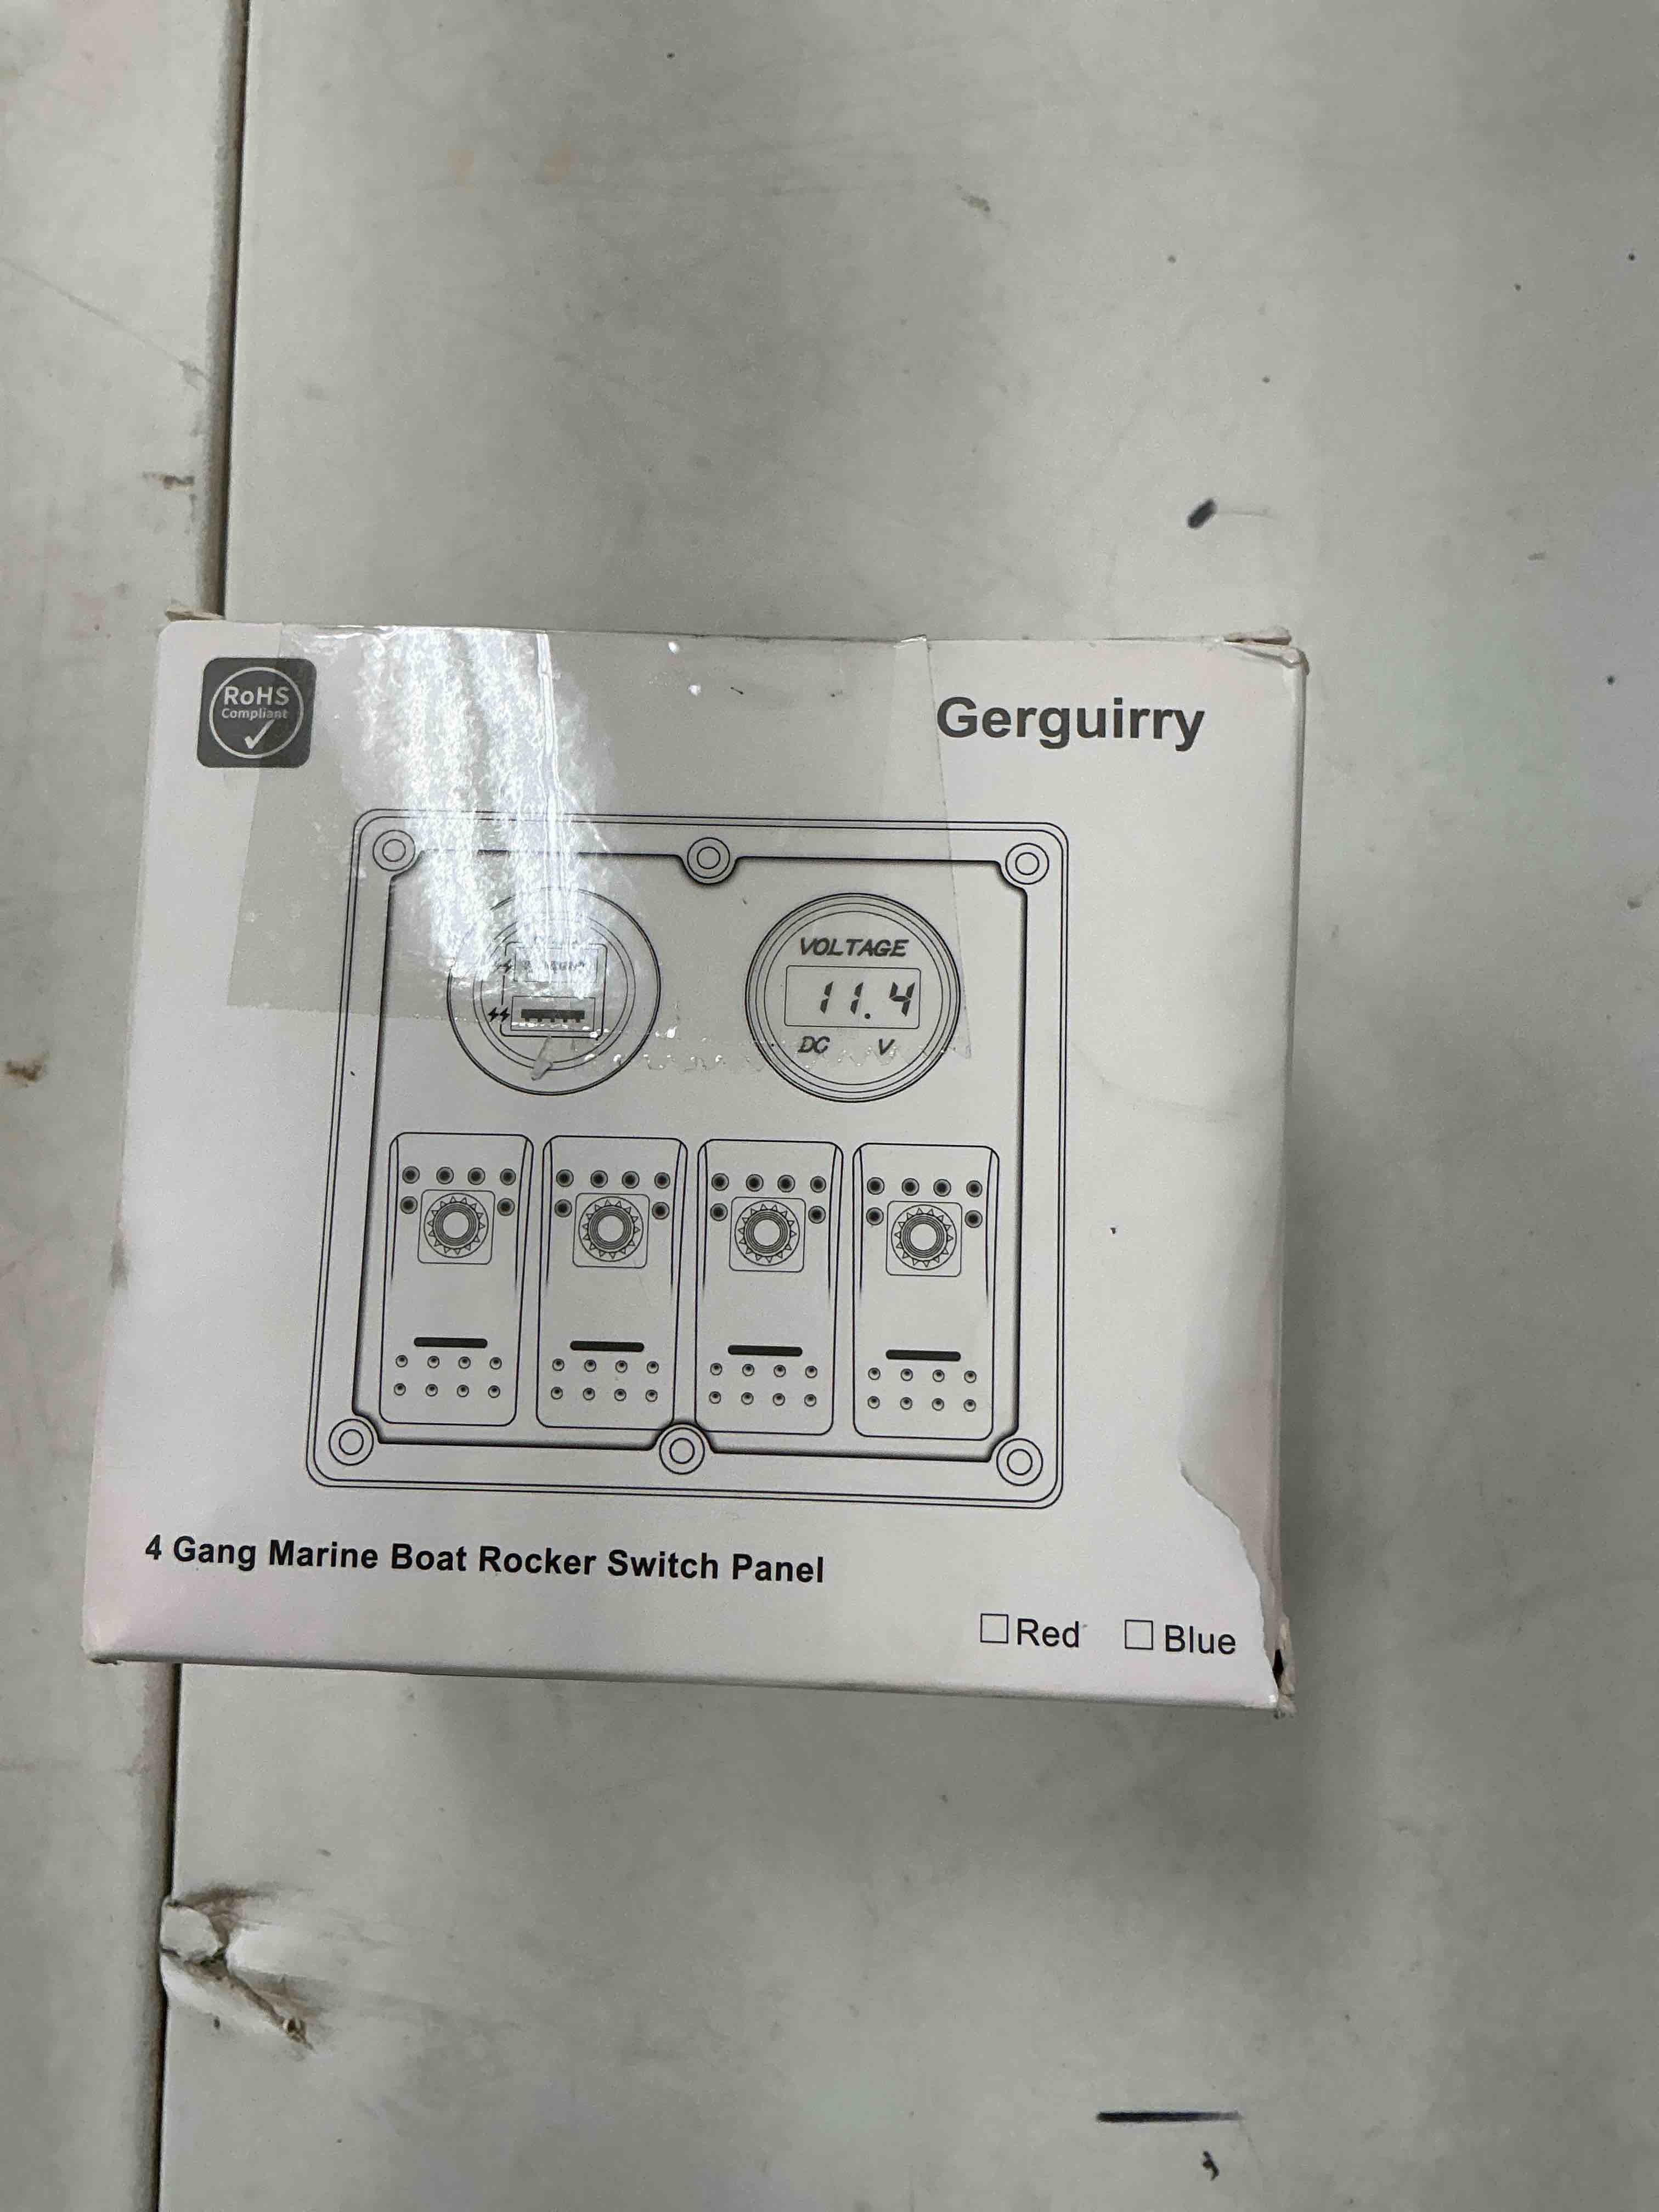 RoHS
Compliant
Gerguirry
VOLTAGE
11.4
DC V
4 Gang Marine Boat Rocker Switch Panel
Red Blue